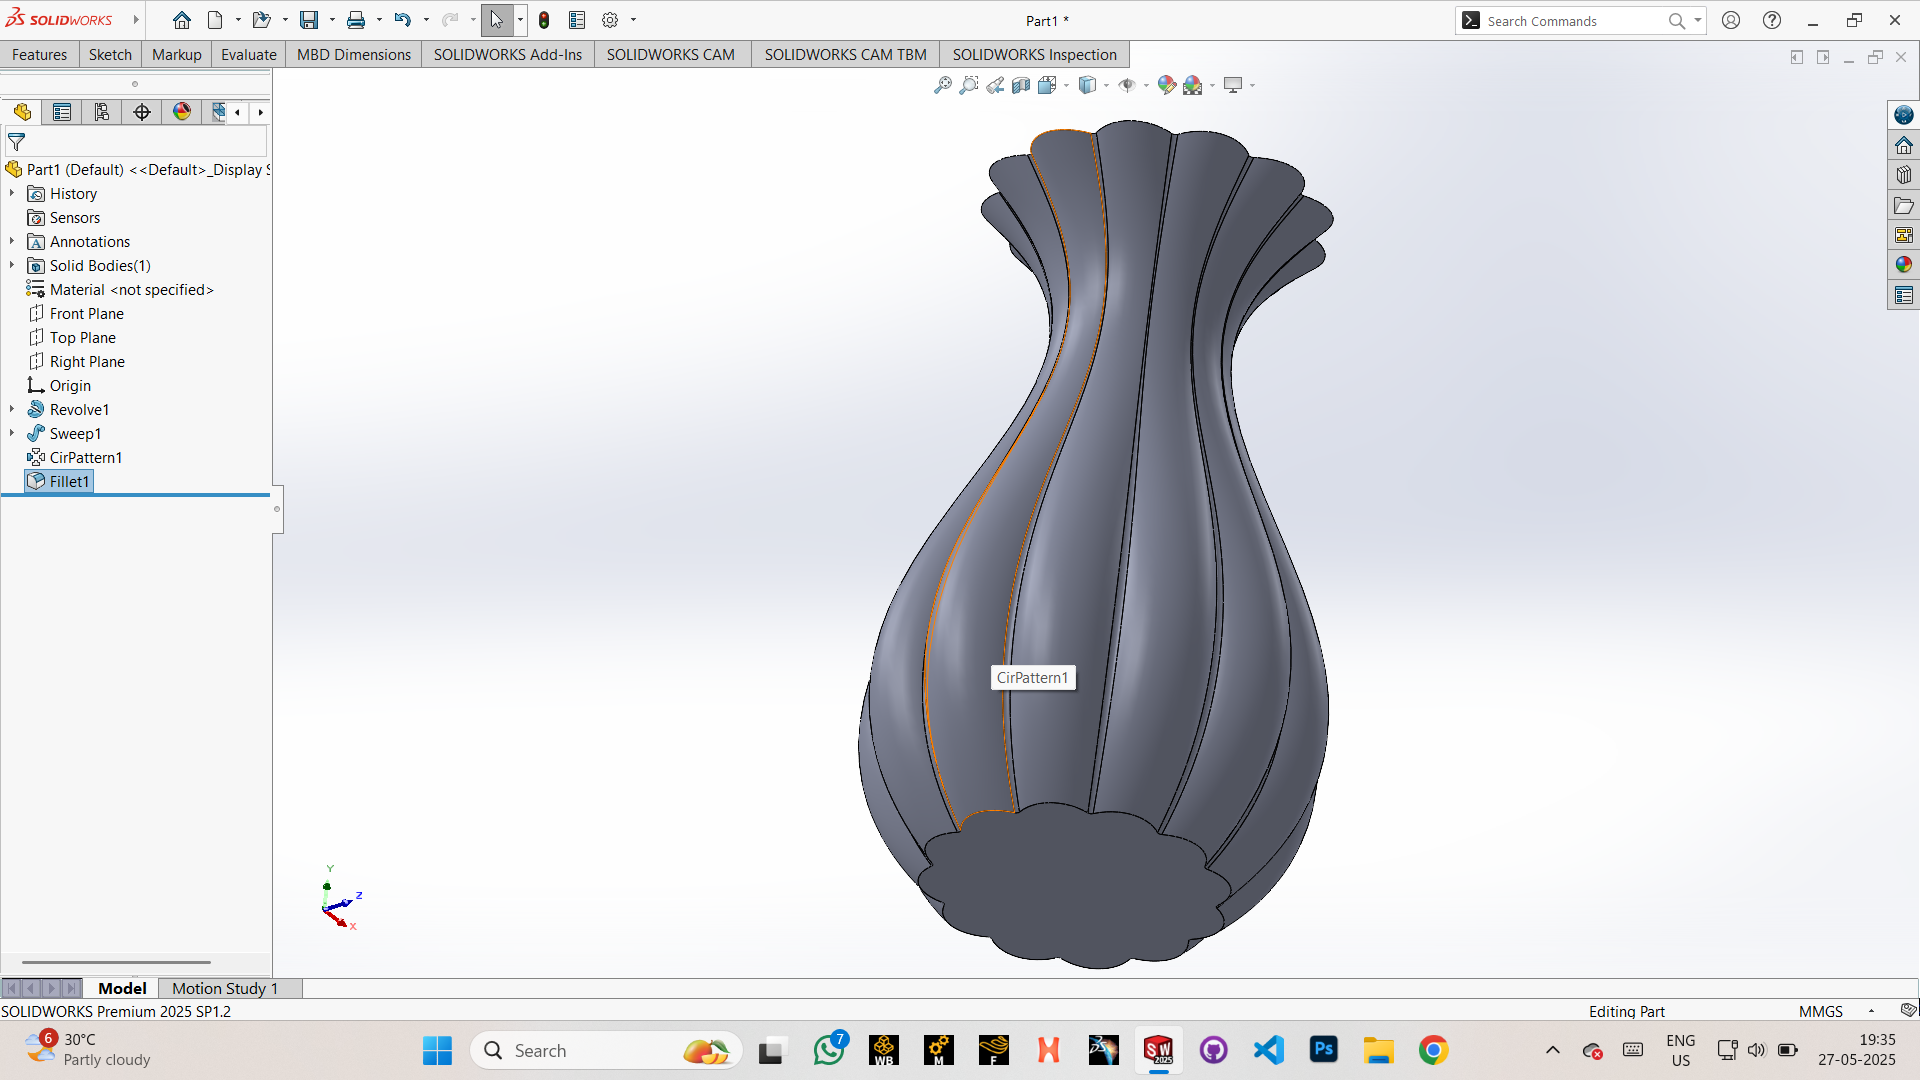 SOLIDWORKS
Part1 *
Search Commands
Features
Sketch
Markup
Evaluate
MBD Dimensions
SOLIDWORKS Add-Ins
SOLIDWORKS CAM
SOLIDWORKS CAM TBM
SOLIDWORKS Inspection
Part1 (Default) <<Default>_Display S
History
Sensors
Annotations
Solid Bodies(1)
Material <not specified>
Front Plane
Top Plane
Right Plane
Origin
Revolve1
Sweep1
CirPattern1
Fillet1
CirPattern1
Y
Z
X
Model
Motion Study 1
SOLIDWORKS Premium 2025 SP1.2
Editing Part
MMGS
6
30°C
Partly cloudy
Search
7
WB
M
F
SW
2025
Ps
ENG
US
19:35
27-05-2025